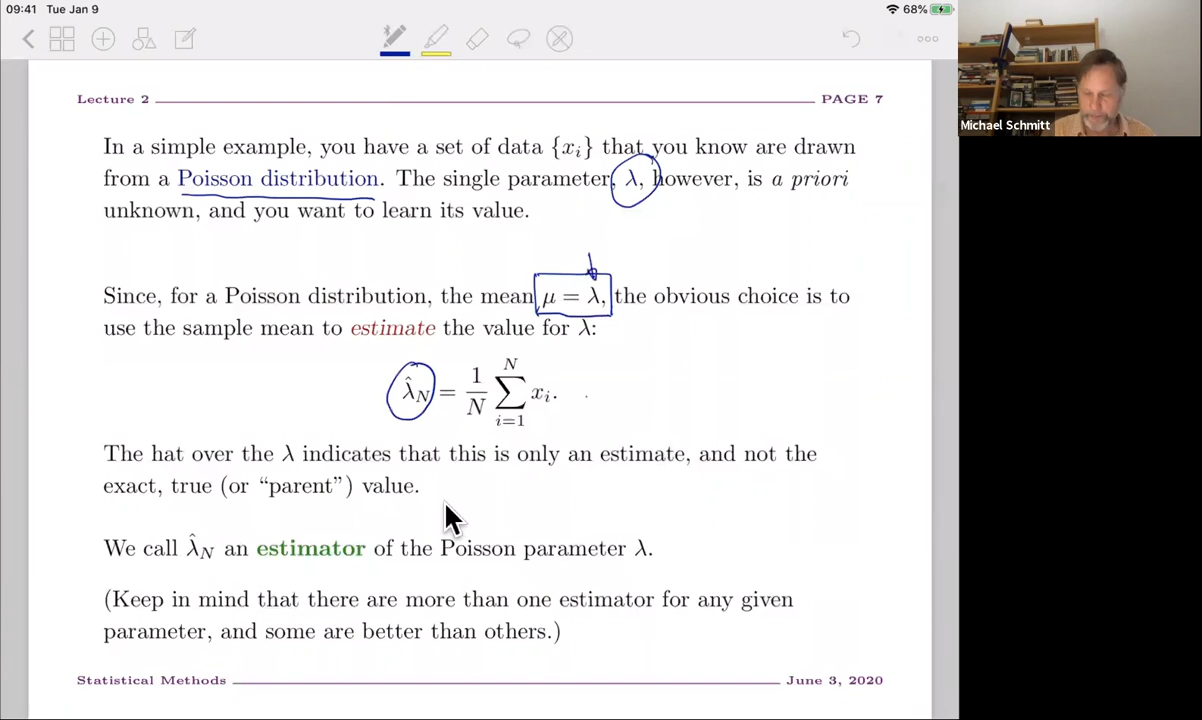 09:41 Tue Jan 9
68%
Lecture 2 PAGE 7
In a simple example, you have a set of data {xᵢ} that you know are drawn
from a Poisson distribution. The single parameter, λ, however, is a priori
unknown, and you want to learn its value.
Since, for a Poisson distribution, the mean μ = λ, the obvious choice is to
use the sample mean to estimate the value for λ:
λ̂_N = \frac{1}{N} \sum_{i=1}^{N} xᵢ.
The hat over the λ indicates that this is only an estimate, and not the
exact, true (or “parent”) value.
We call λ̂_N an estimator of the Poisson parameter λ.
(Keep in mind that there are more than one estimator for any given
parameter, and some are better than others.)
Statistical Methods June 3, 2020
Michael Schmitt